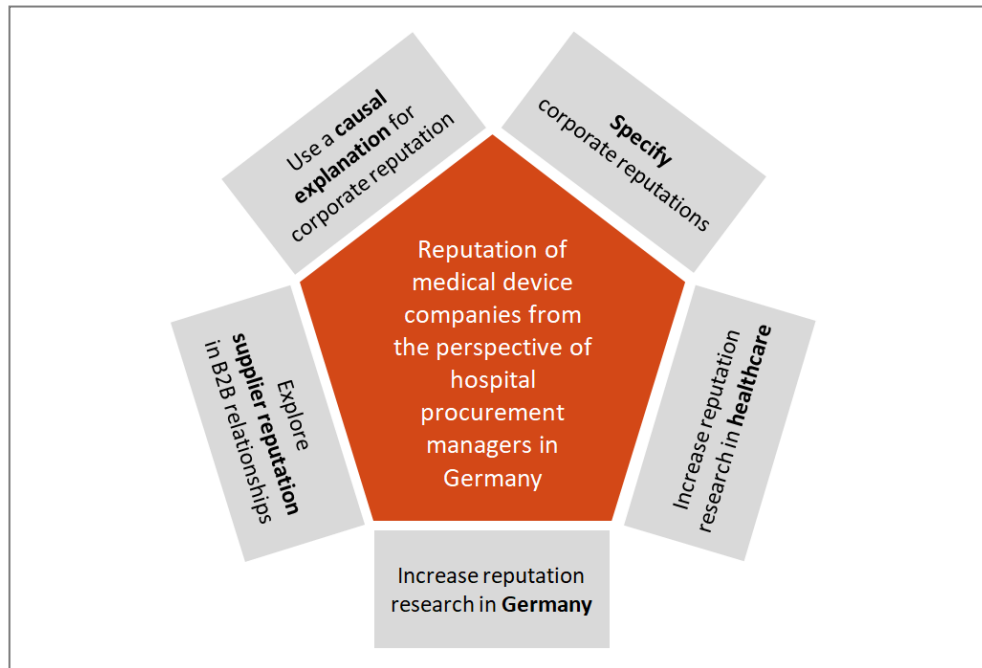 Use a causal
explanation for
corporate reputation
Specify
corporate reputations
Reputation of
medical device
companies from
the perspective of
hospital
procurement
managers in
Germany
Explore
supplier reputation
in B2B relationships
Increase reputation
research in healthcare
Increase reputation
research in Germany